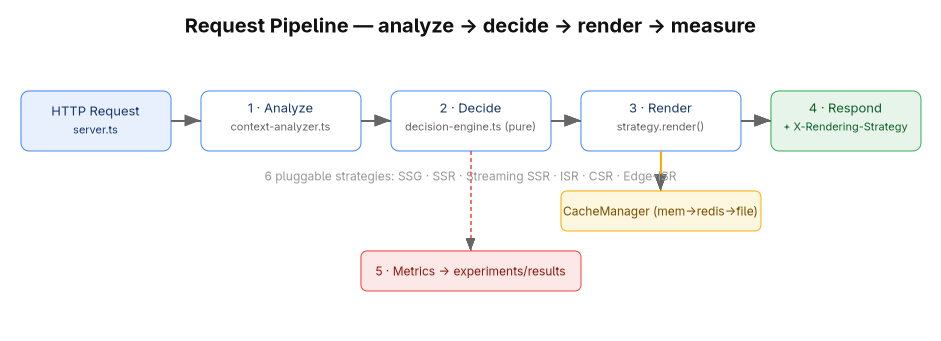 Request Pipeline — analyze → decide → render → measure
HTTP Request
server.ts
1 · Analyze
context-analyzer.ts
2 · Decide
decision-engine.ts (pure)
3 · Render
strategy.render()
4 · Respond
+ X-Rendering-Strategy
6 pluggable strategies: SSG · SSR · Streaming SSR · ISR · CSR · Edge SSR
CacheManager (mem→redis→file)
5 · Metrics → experiments/results